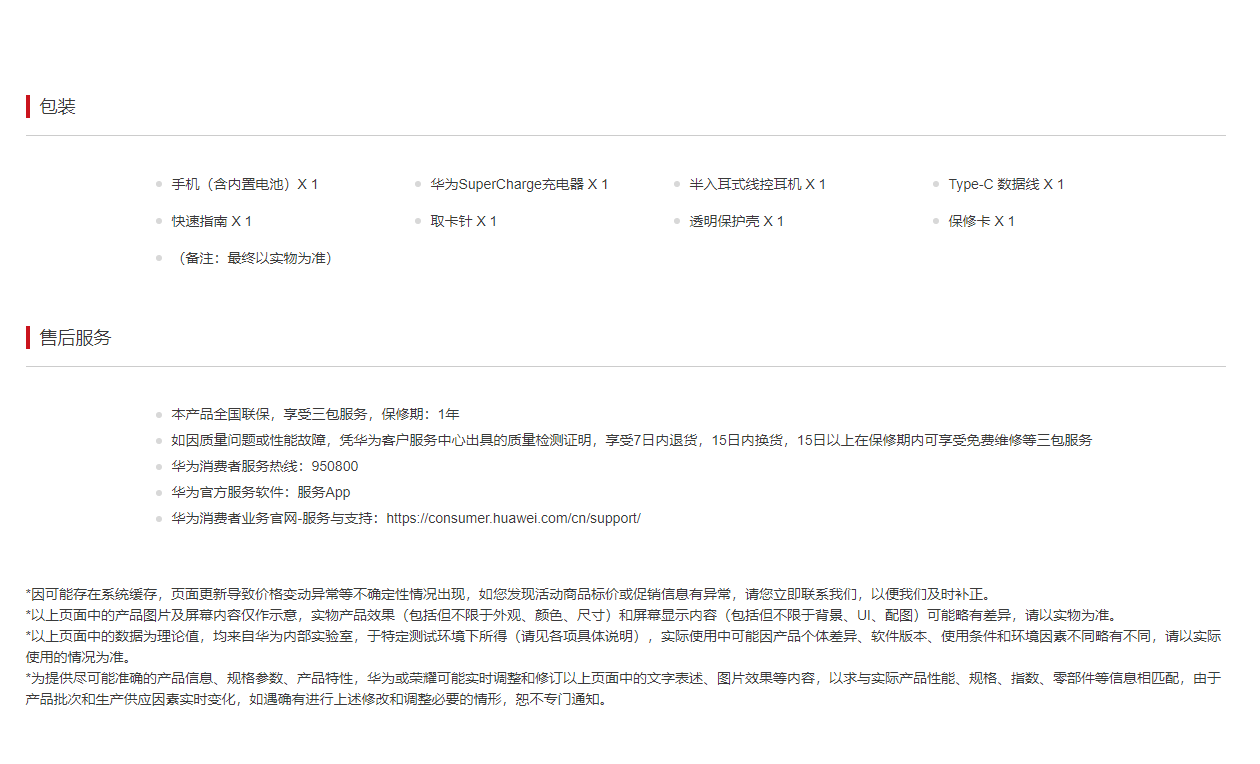 包装
手机（含内置电池）X 1
华为SuperCharge充电器 X 1
半入耳式线控耳机 X 1
Type-C 数据线 X 1
快速指南 X 1
取卡针 X 1
透明保护壳 X 1
保修卡 X 1
（备注：最终以实物为准）
售后服务
本产品全国联保，享受三包服务，保修期：1年
如因质量问题或性能故障，凭华为客户服务中心出具的质量检测证明，享受7日内退货，15日内换货，15日以上在保修期内可享受免费维修等三包服务
华为消费者服务热线：950800
华为官方服务软件：服务App
华为消费者业务官网-服务与支持：https://consumer.huawei.com/cn/support/
*因可能存在系统缓存，页面更新导致价格变动异常等不确定性情况出现，如您发现活动商品标价或促销信息有异常，请您立即联系我们，以便我们及时补正。
*以上页面中的产品图片及屏幕内容仅作示意，实物产品效果（包括但不限于外观、颜色、尺寸）和屏幕显示内容（包括但不限于背景、UI、配图）可能略有差异，请以实物为准。
*以上页面中的数据为理论值，均来自华为内部实验室，于特定测试环境下所得（请见各项具体说明），实际使用中可能因产品个体差异、软件版本、使用条件和环境因素不同略有不同，请以实际
使用的情况为准。
*为提供尽可能准确的产品信息、规格参数、产品特性，华为或荣耀可能实时调整和修订以上页面中的文字表述、图片效果等内容，以求与实际产品性能、规格、指数、零部件等信息相匹配，由于
产品批次和生产供应因素实时变化，如遇确有进行上述修改和调整必要的情形，恕不专门通知。